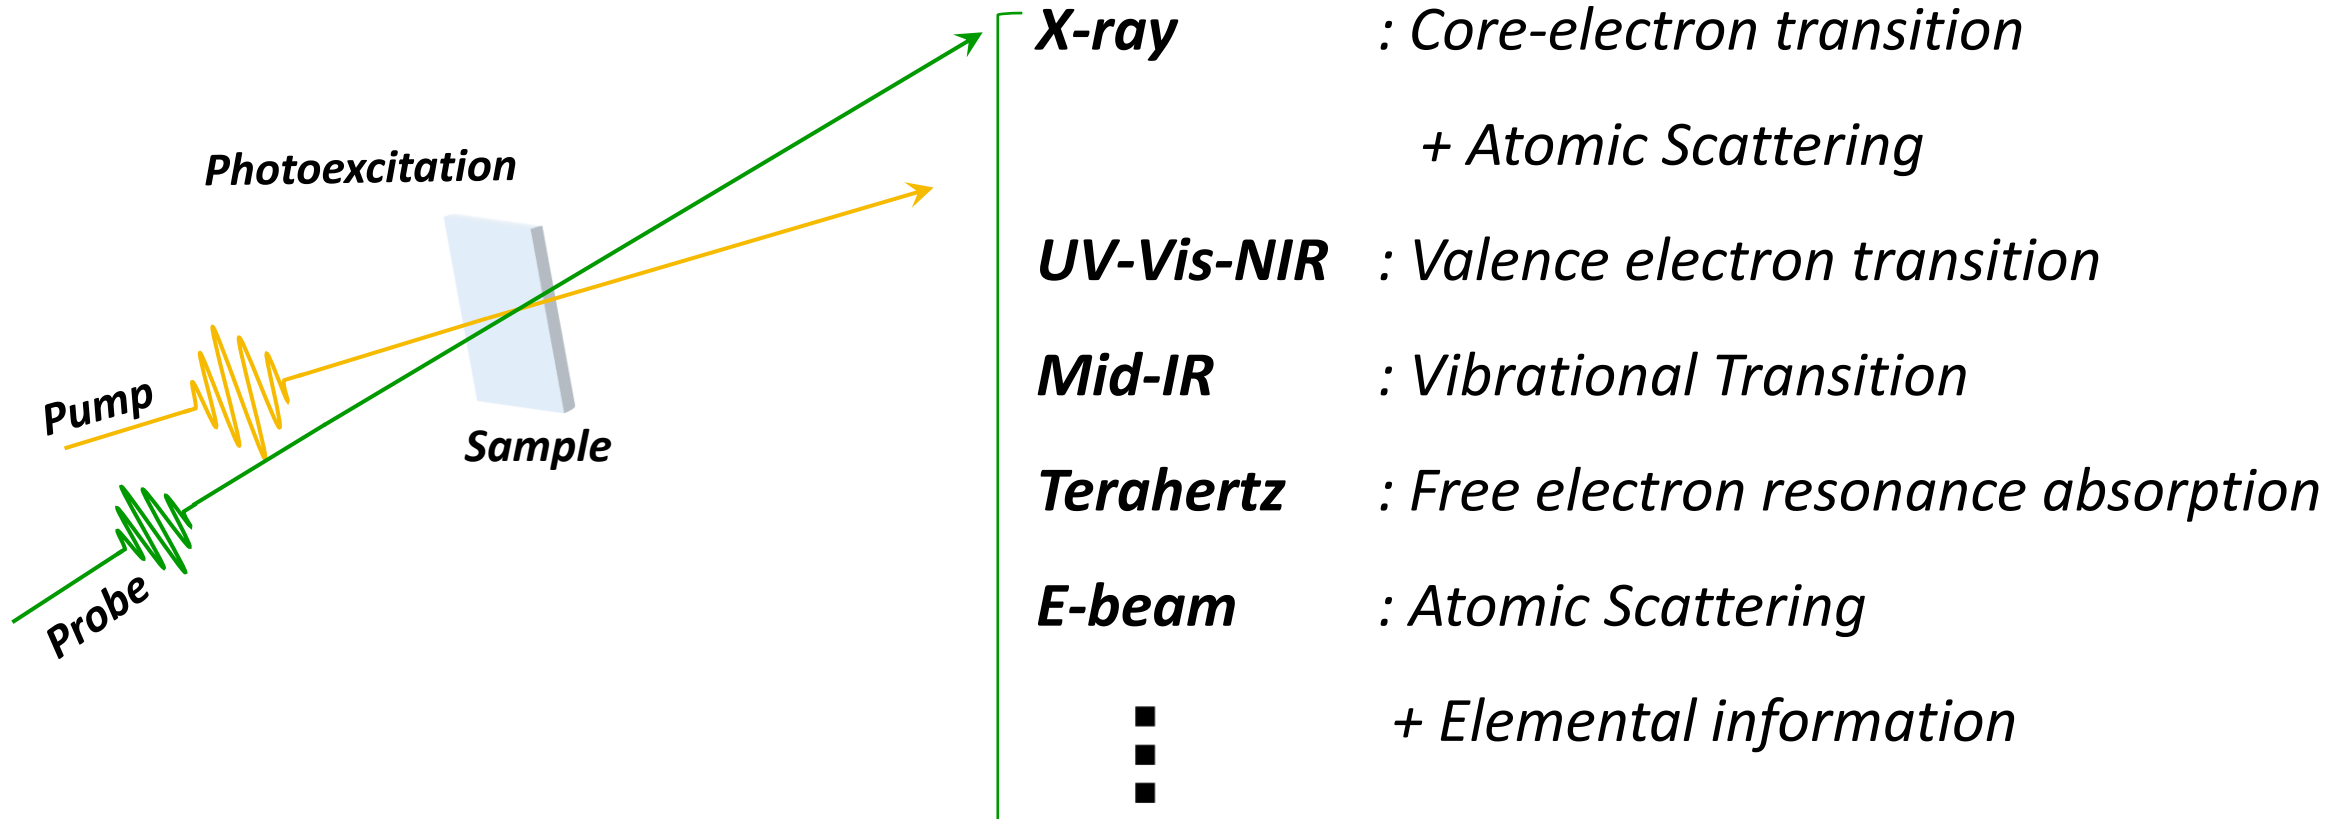 Photoexcitation
Pump
Probe
Sample
X-ray : Core-electron transition
+ Atomic Scattering
UV-Vis-NIR : Valence electron transition
Mid-IR : Vibrational Transition
Terahertz : Free electron resonance absorption
E-beam : Atomic Scattering
+ Elemental information